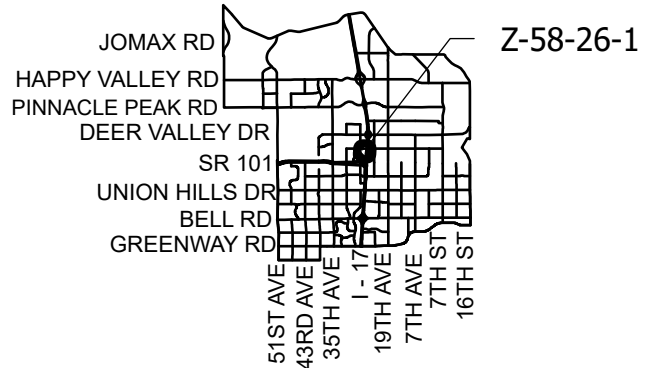 JOMAX RD
Z-58-26-1
HAPPY VALLEY RD
PINNACLE PEAK RD
DEER VALLEY DR
SR 101
UNION HILLS DR
BELL RD
GREENWAY RD
51ST AVE
43RD AVE
35TH AVE
I - 17
19TH AVE
7TH AVE
7TH ST
16TH ST